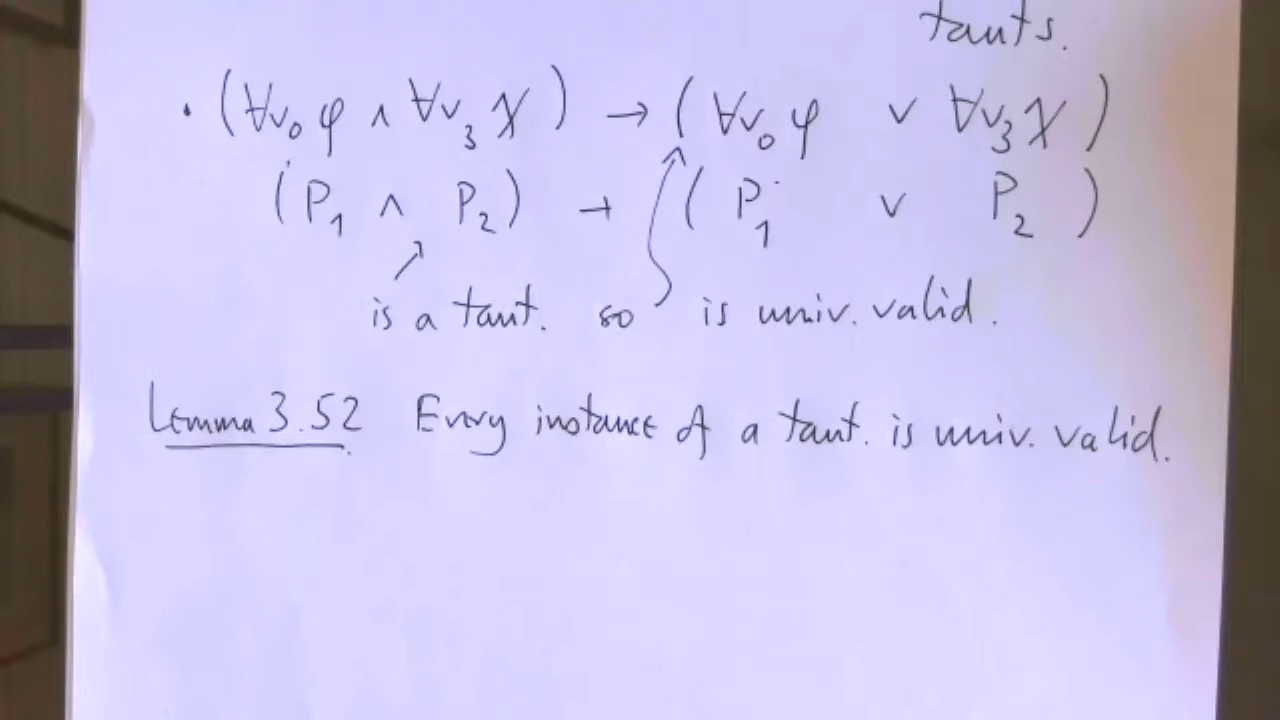 tauts.
· (∀v₀ φ ∧ ∀v₃ χ) → (∀v₀ φ ∨ ∀v₃ χ)
(P₁ ∧ P₂) → (P₁ ∨ P₂)
is a taut. so is univ. valid.
Lemma 3.52 Every instance of a taut. is univ. valid.